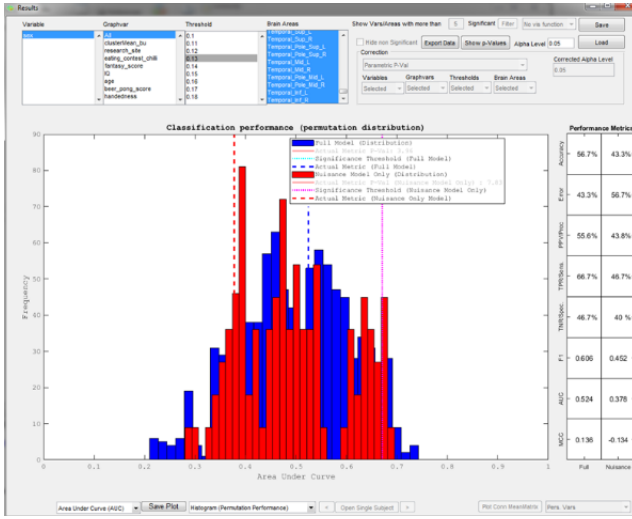 Results
Variable
Graphvar
Threshold
Brain Areas
Show Vars/Areas with more than 5 Significant Filter No vis function Save
sex
All
clusterMean_bu
research_site
eating_contest_chilli
fantasy_score
IQ
age
beer_pong_score
handedness
0.1
0.11
0.12
0.13
0.14
0.15
0.16
0.17
0.18
Temporal_Sup_L
Temporal_Sup_R
Temporal_Pole_Sup_L
Temporal_Pole_Sup_R
Temporal_Mid_L
Temporal_Mid_R
Temporal_Pole_Mid_L
Temporal_Pole_Mid_R
Temporal_Inf_L
Temporal_Inf_R
Hide non Significant Export Data Show p-Values Alpha Level 0.05 Load
Correction
Parametric P-Val
Corrected Alpha Level
0.05
Variables Graphvars Thresholds Brain Areas
Selected Selected Selected Selected
Classification performance (permutation distribution)
Full Model (Distribution)
Significance Threshold (Full Model)
Actual Metric (Full Model)
Nuisance Model Only (Distribution)
Significance Threshold (Nuisance Model Only)
Actual Metric (Nuisance Only Model)
Frequency
90
80
70
60
50
40
30
20
10
0
0 0.1 0.2 0.3 0.4 0.5 0.6 0.7 0.8 0.9 1
Area Under Curve
Performance Metrics
Accuracy 56.7% 43.3%
Error 43.3% 56.7%
PPV/Prec. 55.6% 43.8%
TPR/Sens. 66.7% 46.7%
TNR/Spec. 46.7% 40 %
F1 0.606 0.452
AUC 0.524 0.378
MCC 0.136 -0.134
Full Nuisance
Area Under Curve (AUC) Save Plot Histogram (Permutation Performance) < Open Single Subject > Plot Corr/MeanMatrix Pers. Vars